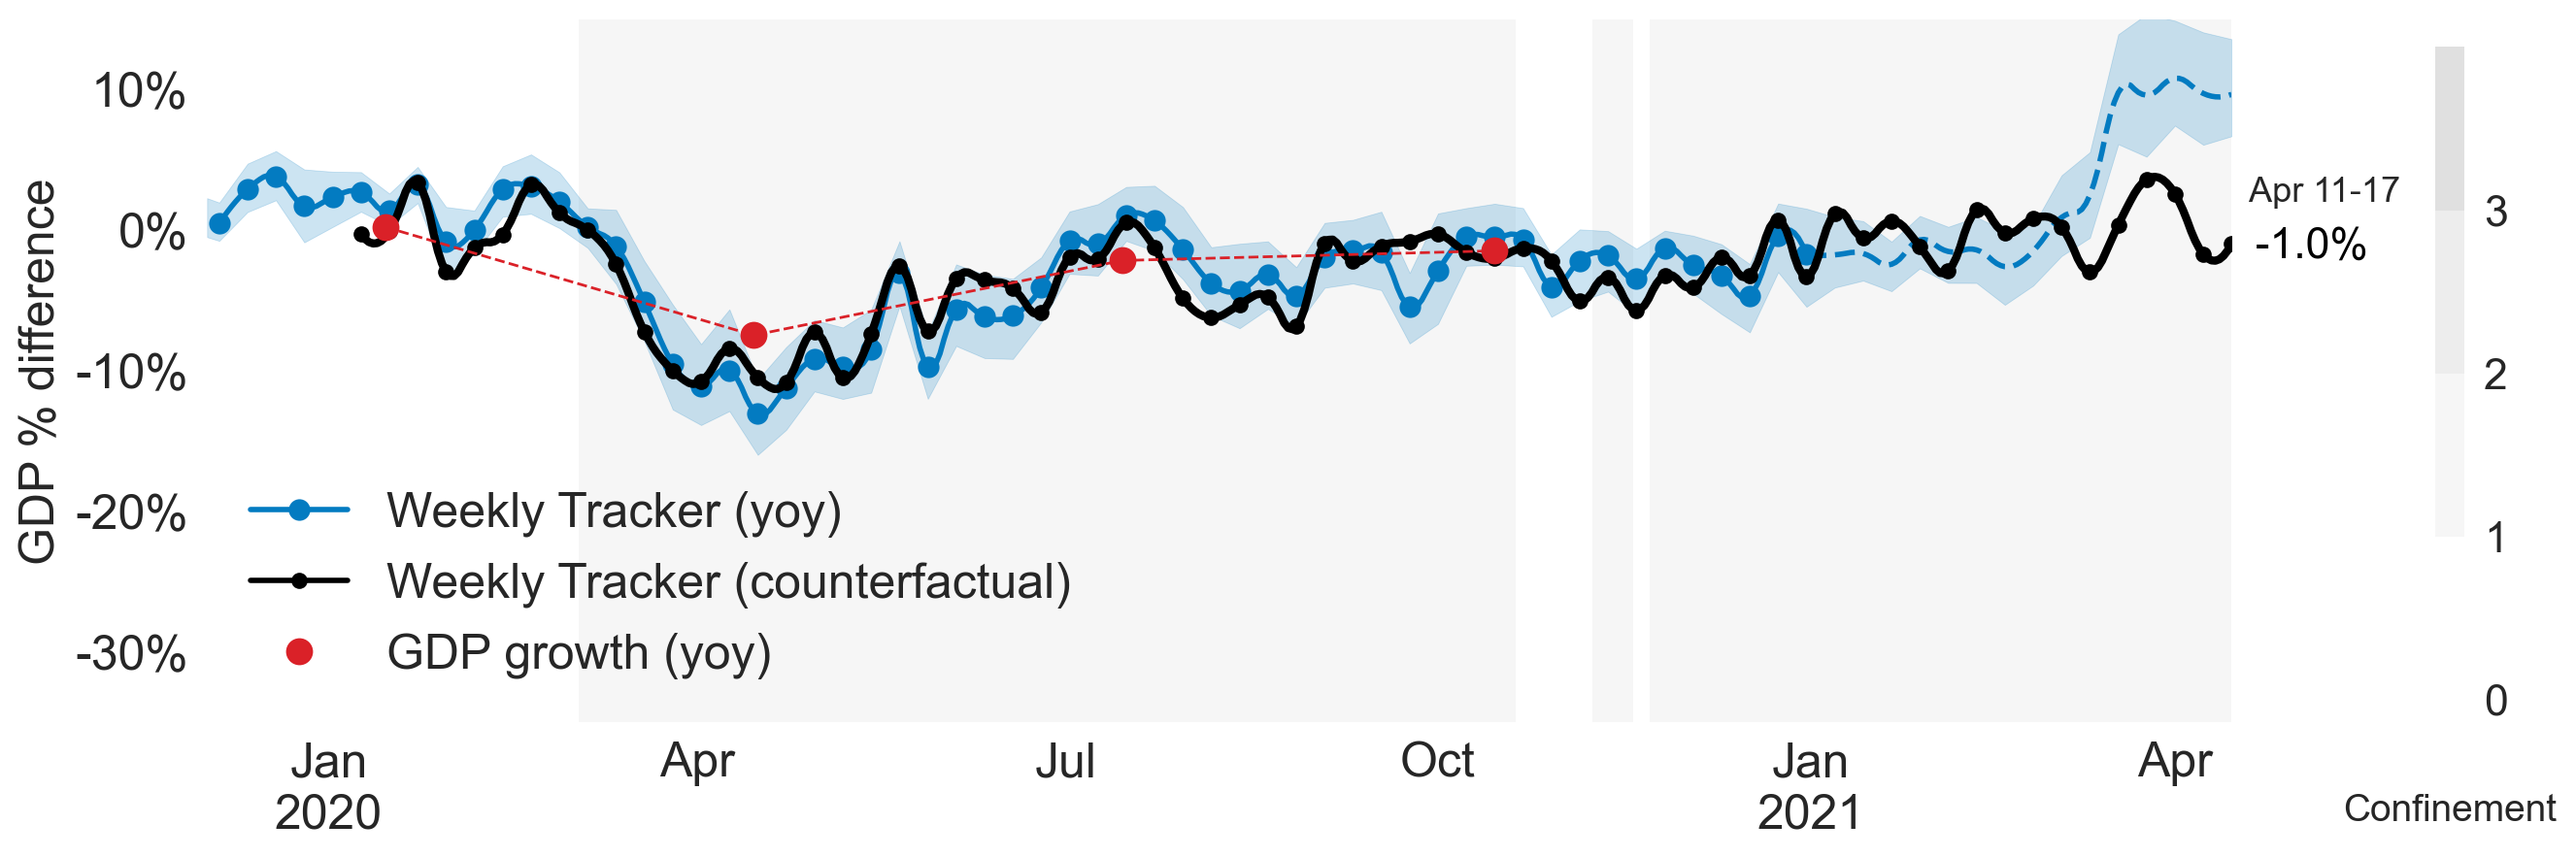 GDP % difference
10%
0%
-10%
-20%
-30%
Weekly Tracker (yoy)
Weekly Tracker (counterfactual)
GDP growth (yoy)
Apr 11-17
-1.0%
3
2
1
0
Jan
2020
Apr
Jul
Oct
Jan
2021
Apr
Confinement